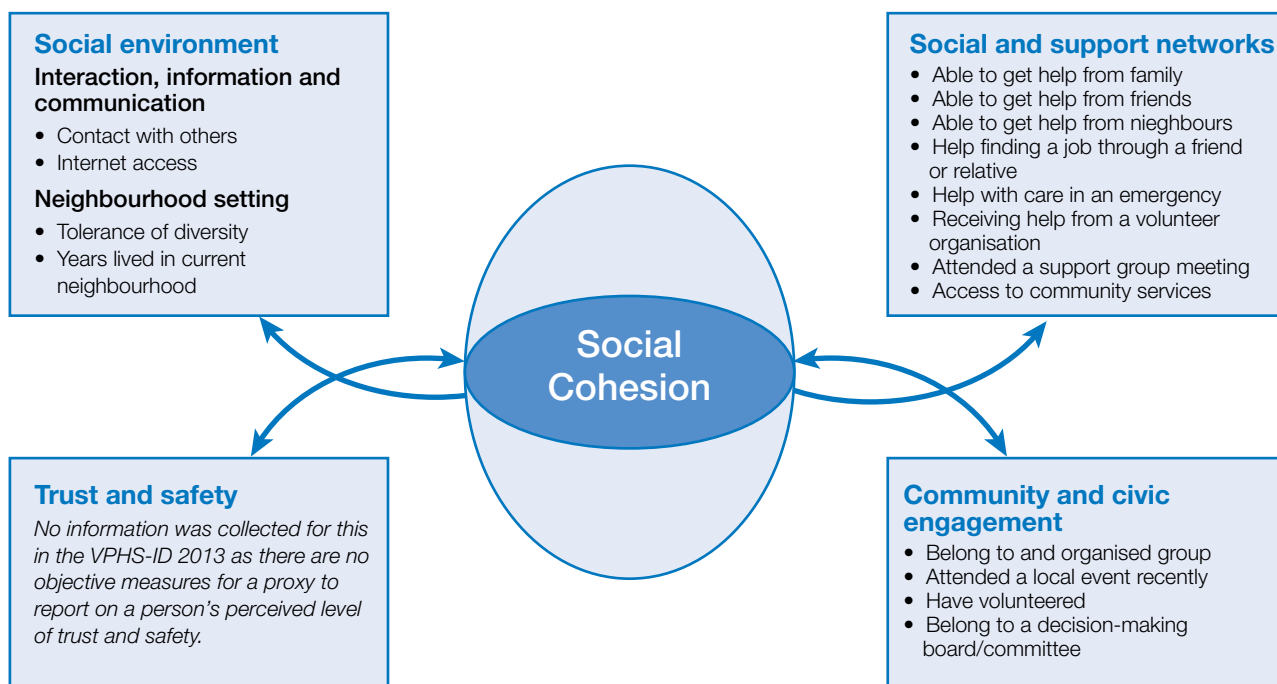 Social environment
Interaction, information and
communication
• Contact with others
• Internet access
Neighbourhood setting
• Tolerance of diversity
• Years lived in current
neighbourhood
Social and support networks
• Able to get help from family
• Able to get help from friends
• Able to get help from nieghbours
• Help finding a job through a friend
or relative
• Help with care in an emergency
• Receiving help from a volunteer
organisation
• Attended a support group meeting
• Access to community services
Social
Cohesion
Trust and safety
No information was collected for this
in the VPHS-ID 2013 as there are no
objective measures for a proxy to
report on a person’s perceived level
of trust and safety.
Community and civic
engagement
• Belong to and organised group
• Attended a local event recently
• Have volunteered
• Belong to a decision-making
board/committee